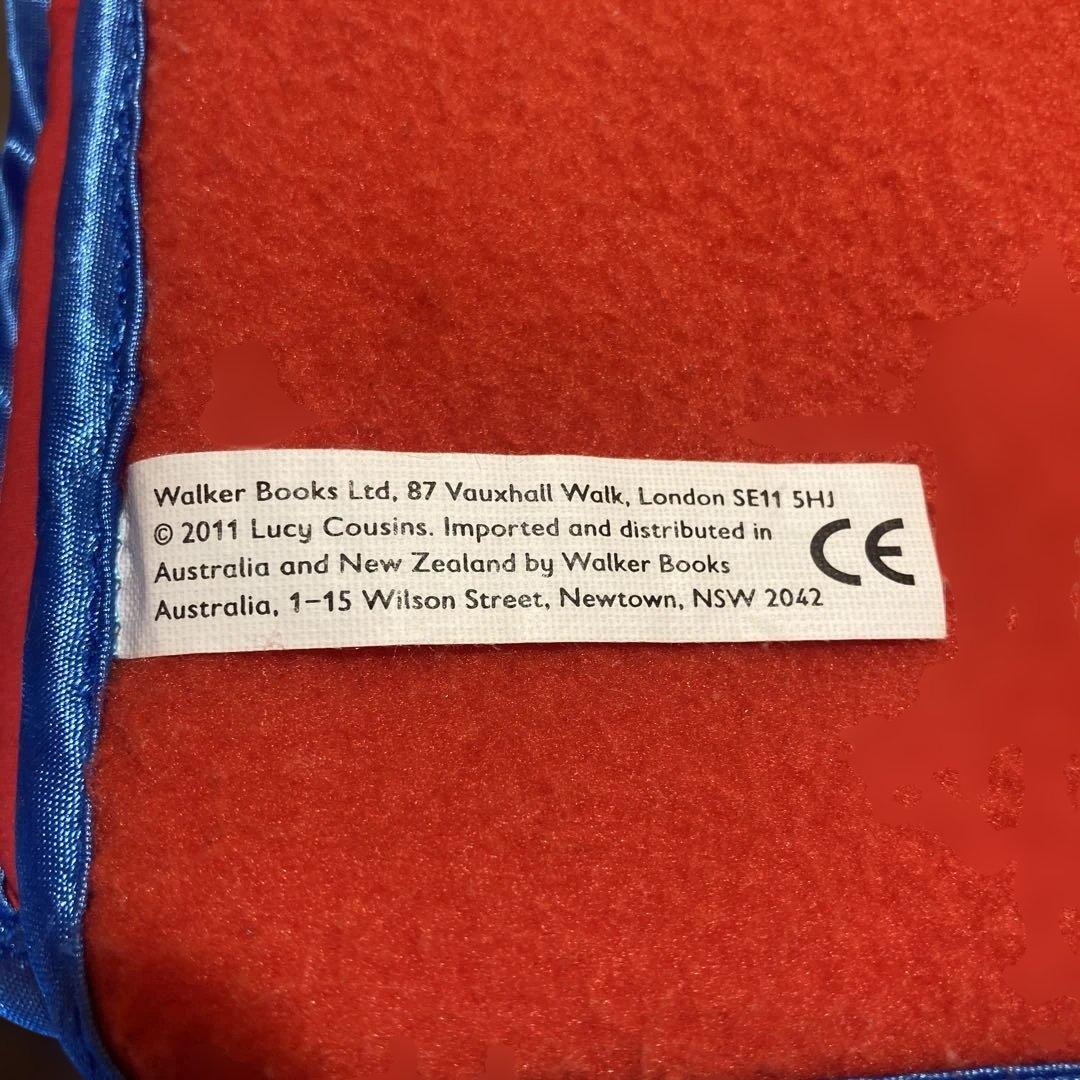 Walker Books Ltd, 87 Vauxhall Walk, London SE11 5HJ
© 2011 Lucy Cousins. Imported and distributed in
Australia and New Zealand by Walker Books
Australia, 1–15 Wilson Street, Newtown, NSW 2042
CE